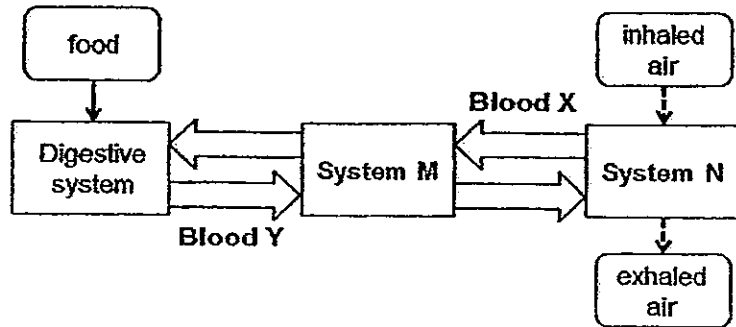 food
inhaled
air
Blood X
Digestive
system
System M
System N
Blood Y
exhaled
air